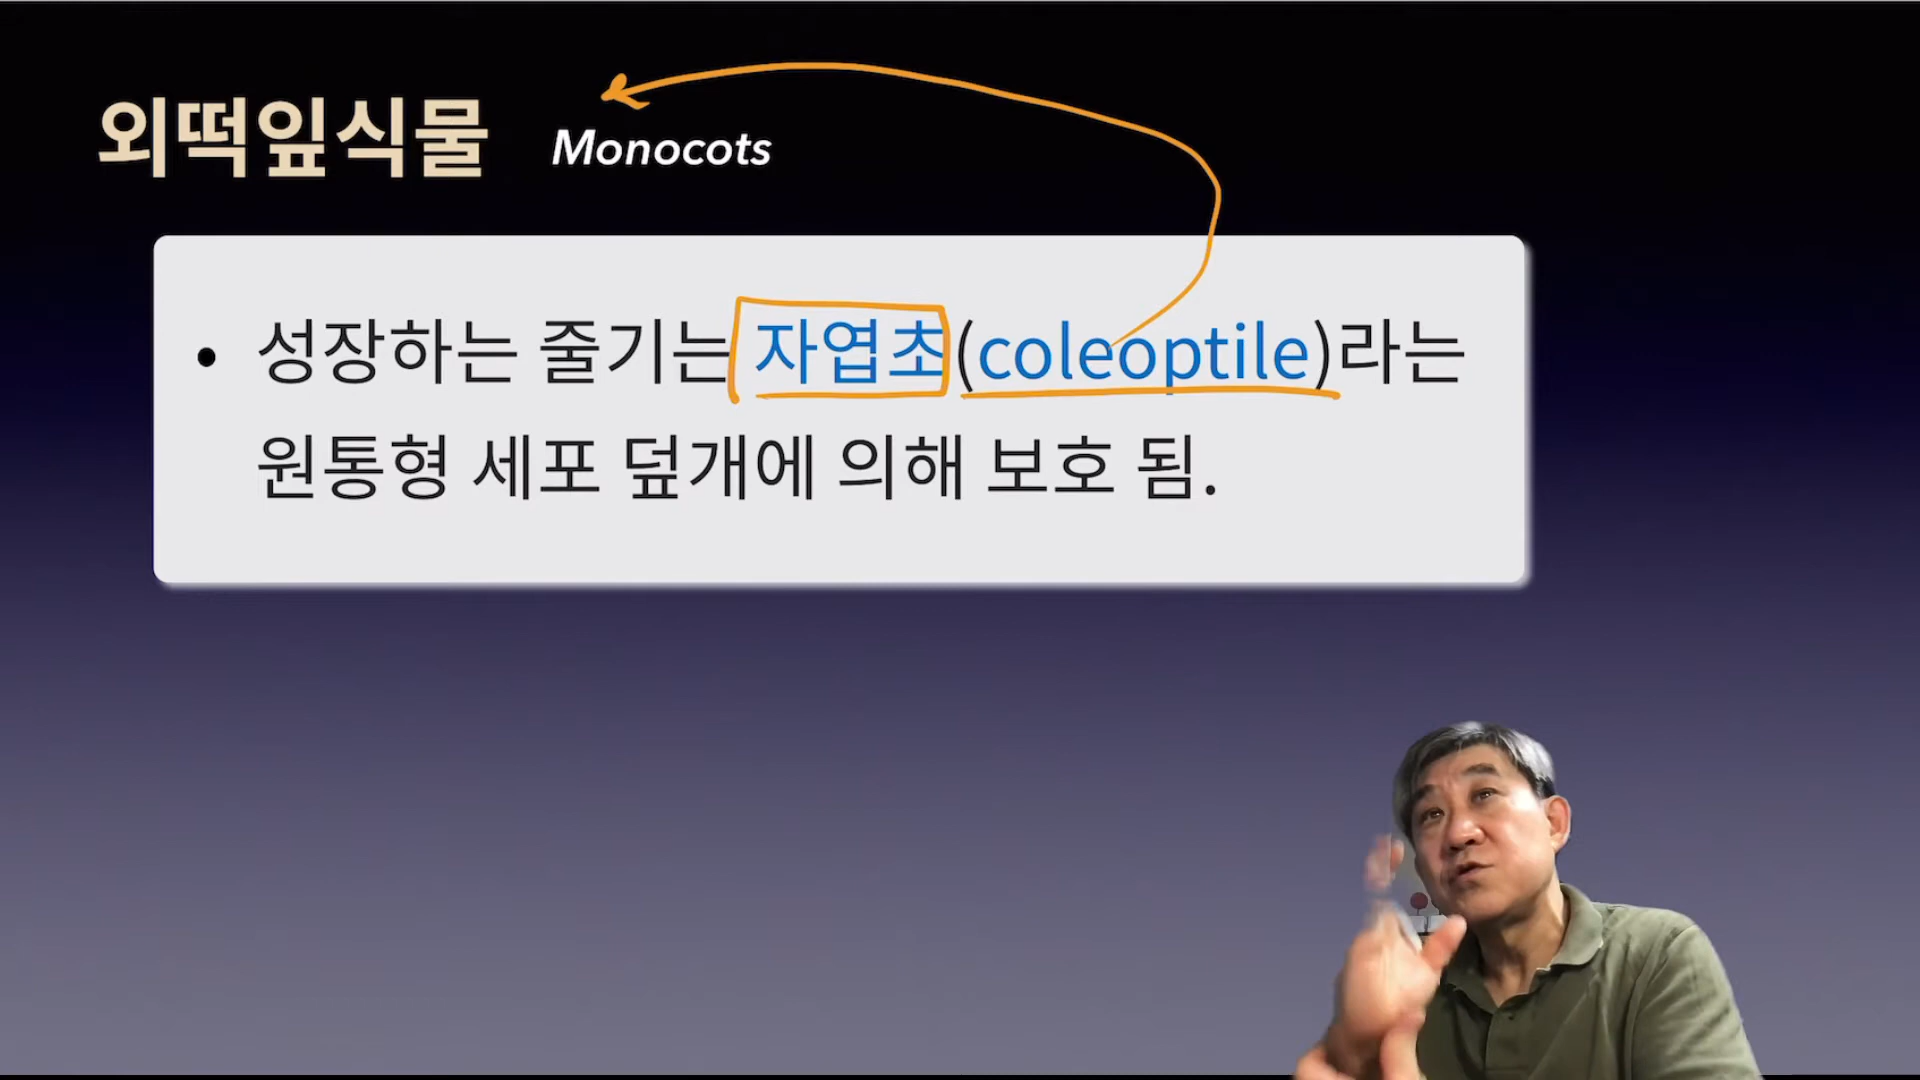 외떡잎식물 Monocots
• 성장하는 줄기는 자엽초(coleoptile)라는
원통형 세포 덮개에 의해 보호 됨.